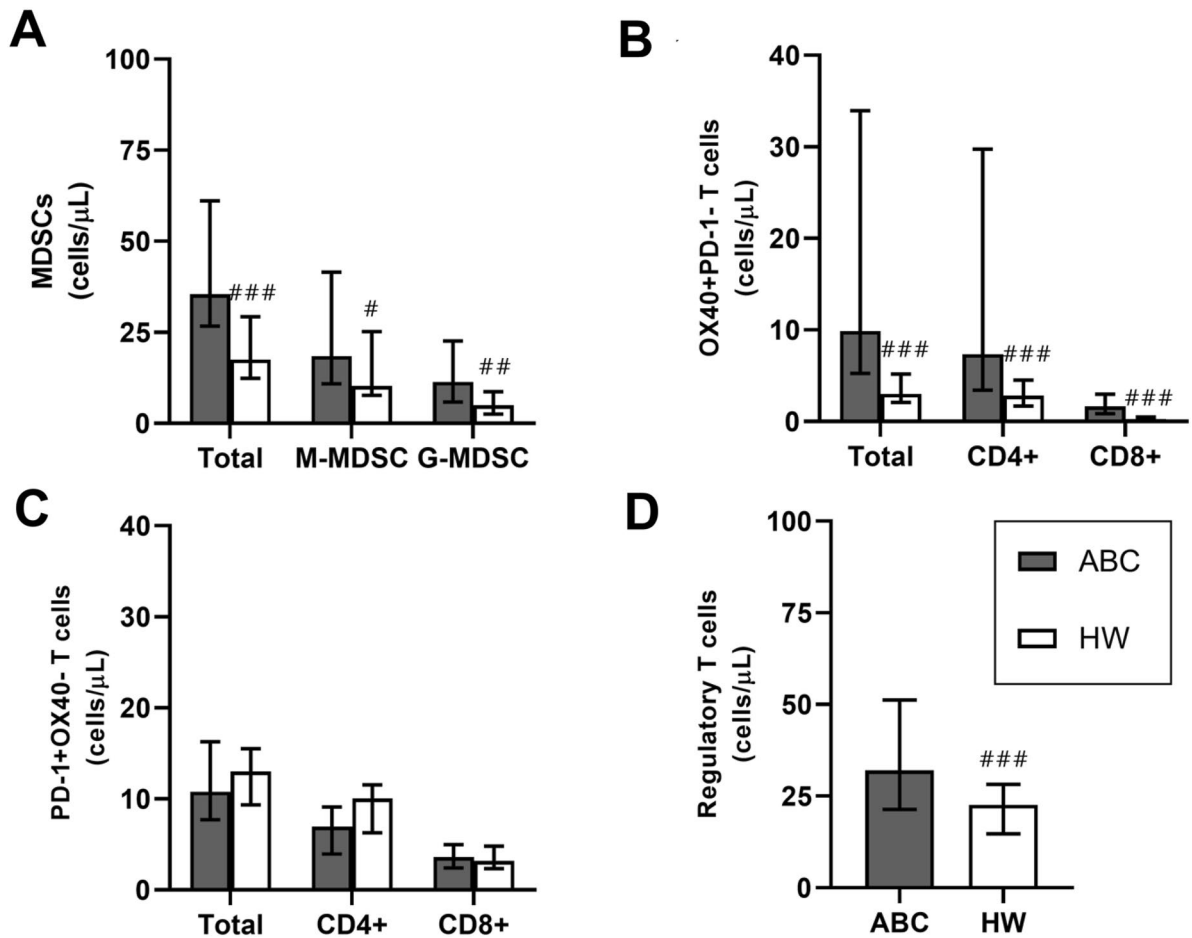 A
MDSCs
(cells/μL)
100
75
50
25
0
###
#
##
Total M-MDSC G-MDSC
B
OX40+PD-1- T cells
(cells/μL)
40
30
20
10
0
###
###
###
Total CD4+ CD8+
C
PD-1+OX40- T cells
(cells/μL)
40
30
20
10
0
Total CD4+ CD8+
D
Regulatory T cells
(cells/μL)
100
75
50
25
0
###
ABC HW
ABC
HW